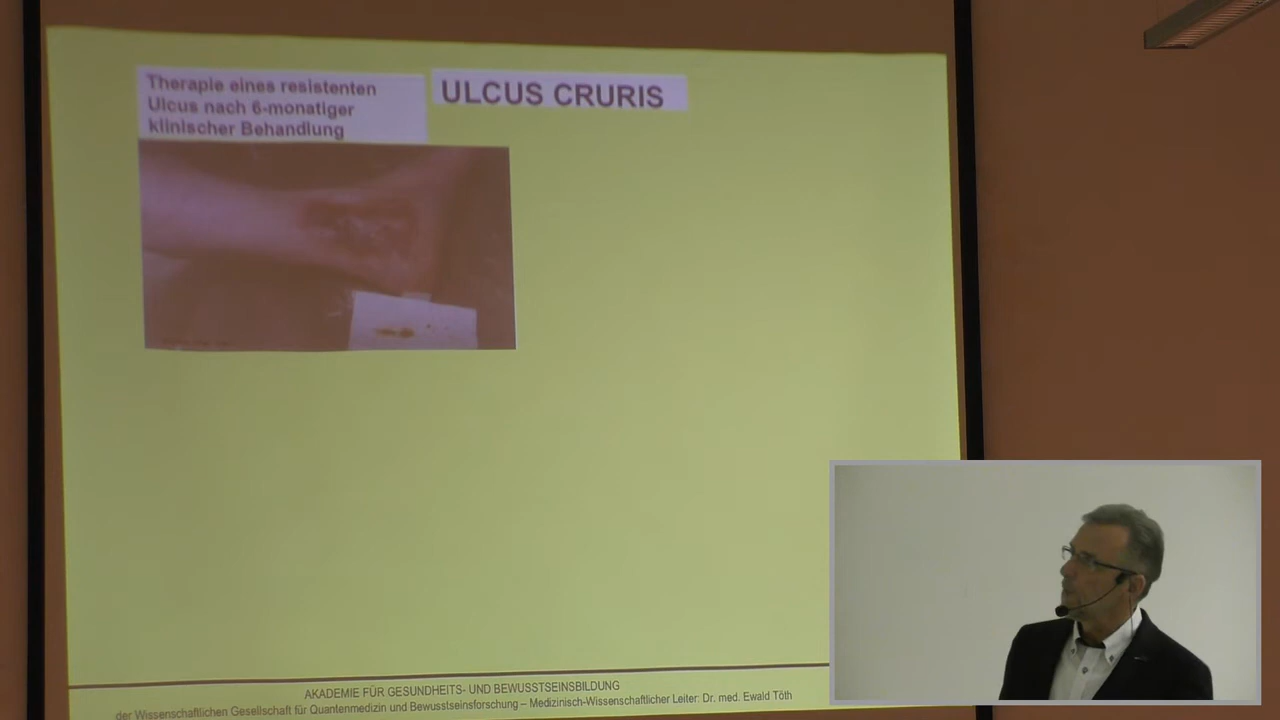 Therapie eines resistenten
Ulcus nach 6-monatiger
klinischer Behandlung
ULCUS CRURIS
AKADEMIE FÜR GESUNDHEITS- UND BEWUSSTSEINSBILDUNG
der Wissenschaftlichen Gesellschaft für Quantenmedizin und Bewusstseinsforschung – Medizinisch-Wissenschaftlicher Leiter: Dr. med. Ewald Töth